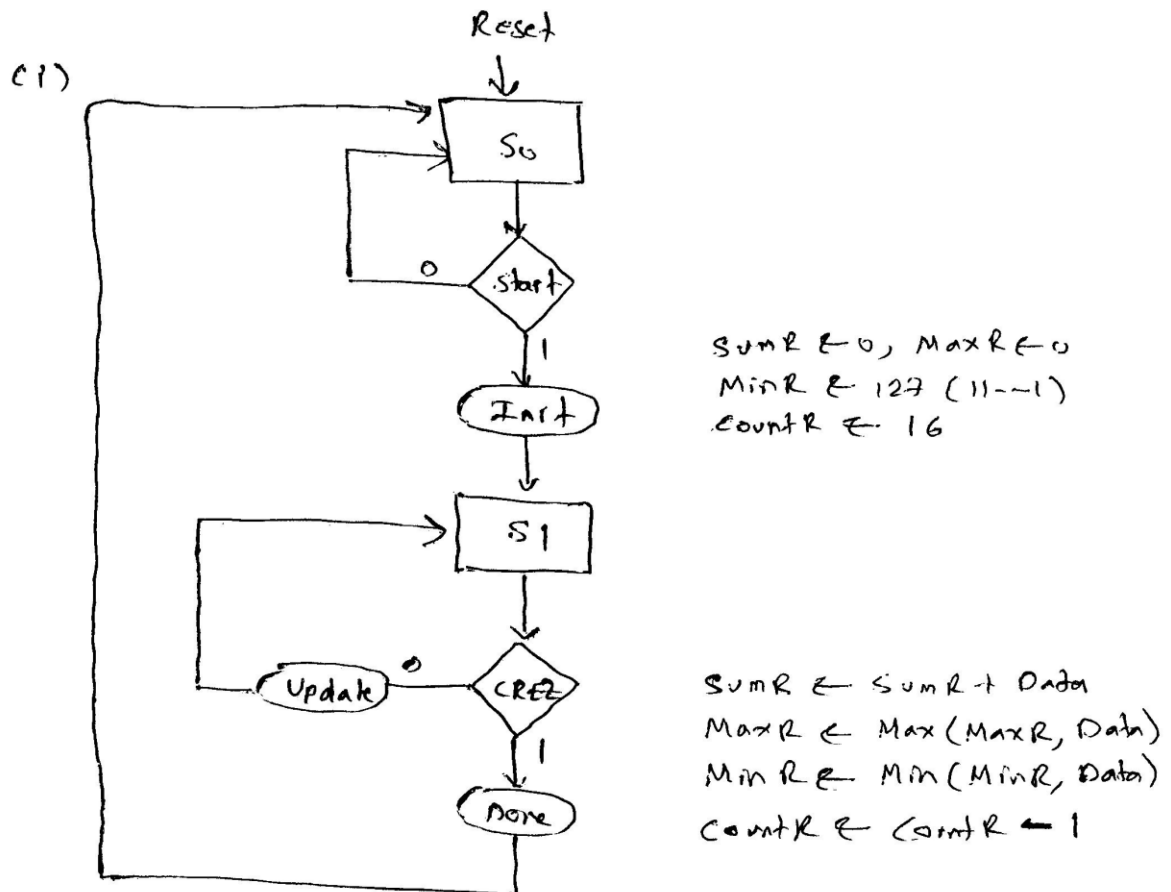 Reset
(1)
S0
0
start
1
SumR ← 0, MaxR ← 0
MinR ← 127 (11--1)
Init
CountR ← 16
S1
0
Update
CREZ
SumR ← SumR + Data
MaxR ← Max(MaxR, Data)
1
MinR ← Min(MinR, Data)
Done
CountR ← CountR - 1